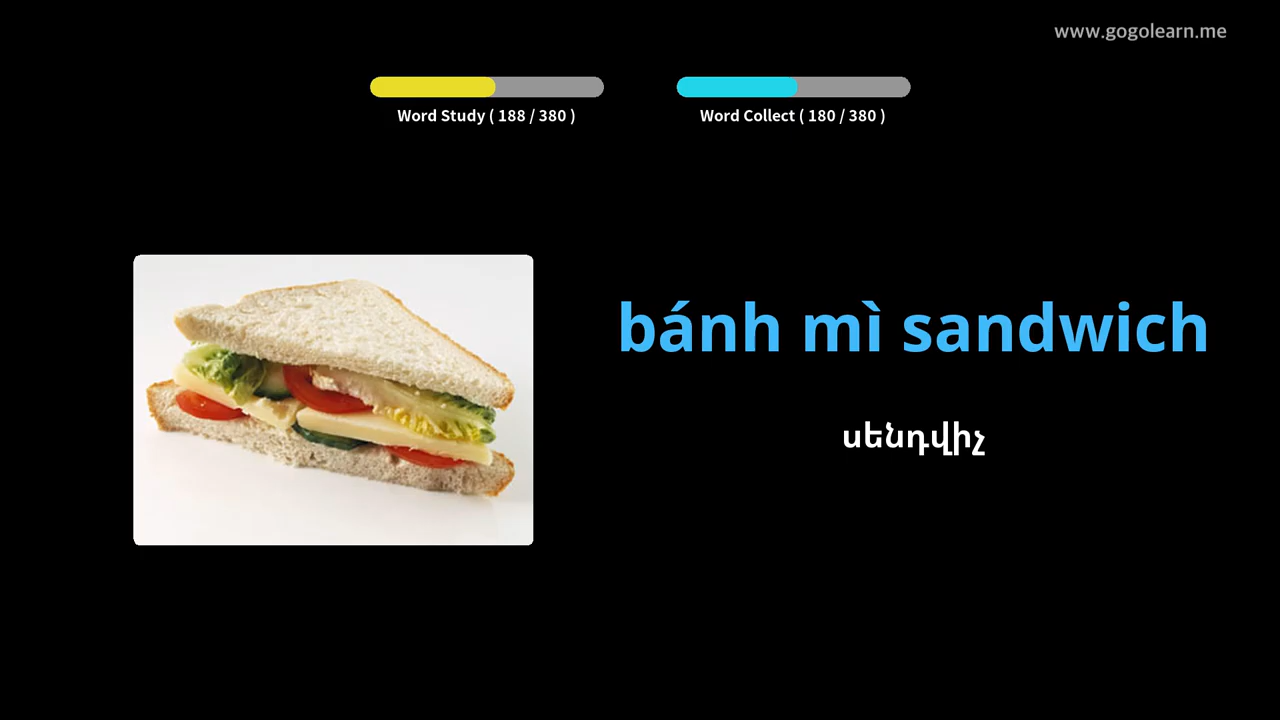 www.gogolearn.me
Word Study ( 188 / 380 )
Word Collect ( 180 / 380 )
bánh mì sandwich
սենդվիչ